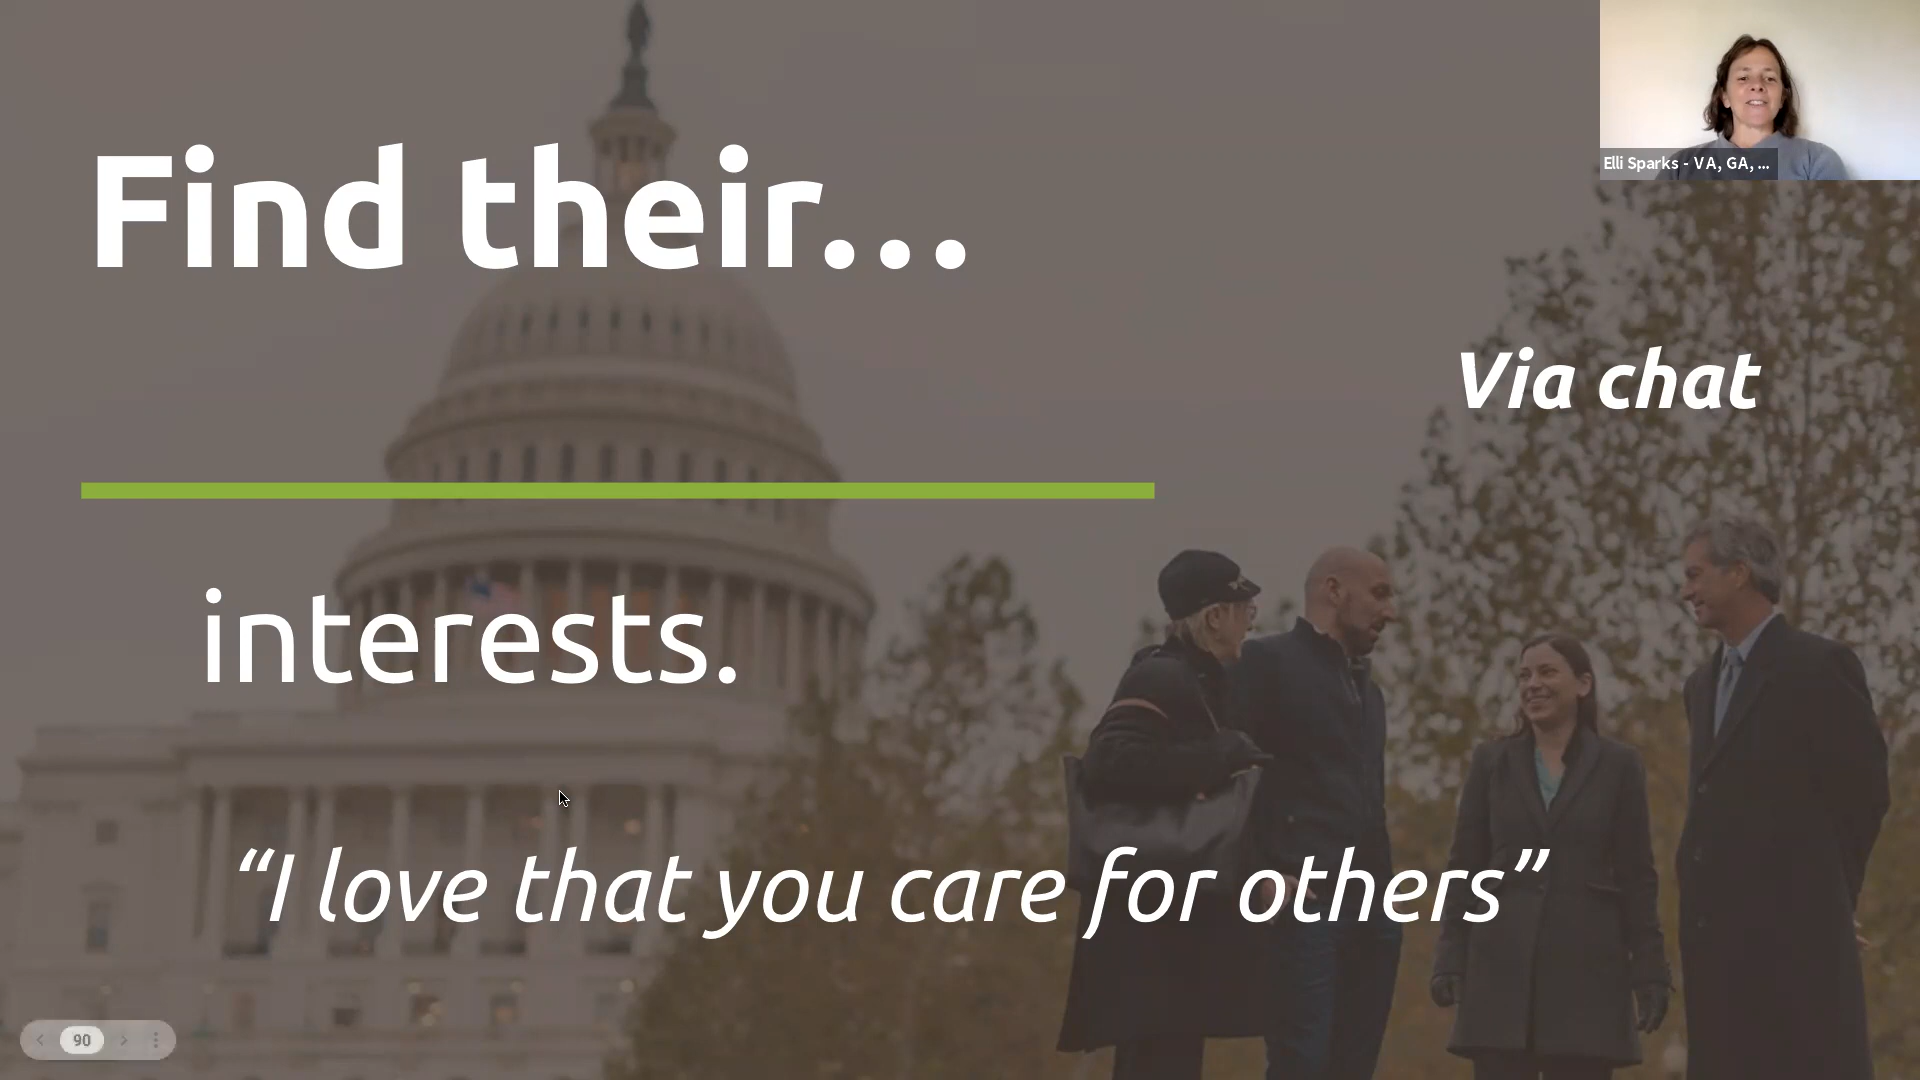 Find their...
Elli Sparks - VA, GA, ...
Via chat
interests.
“I love that you care for others”
90